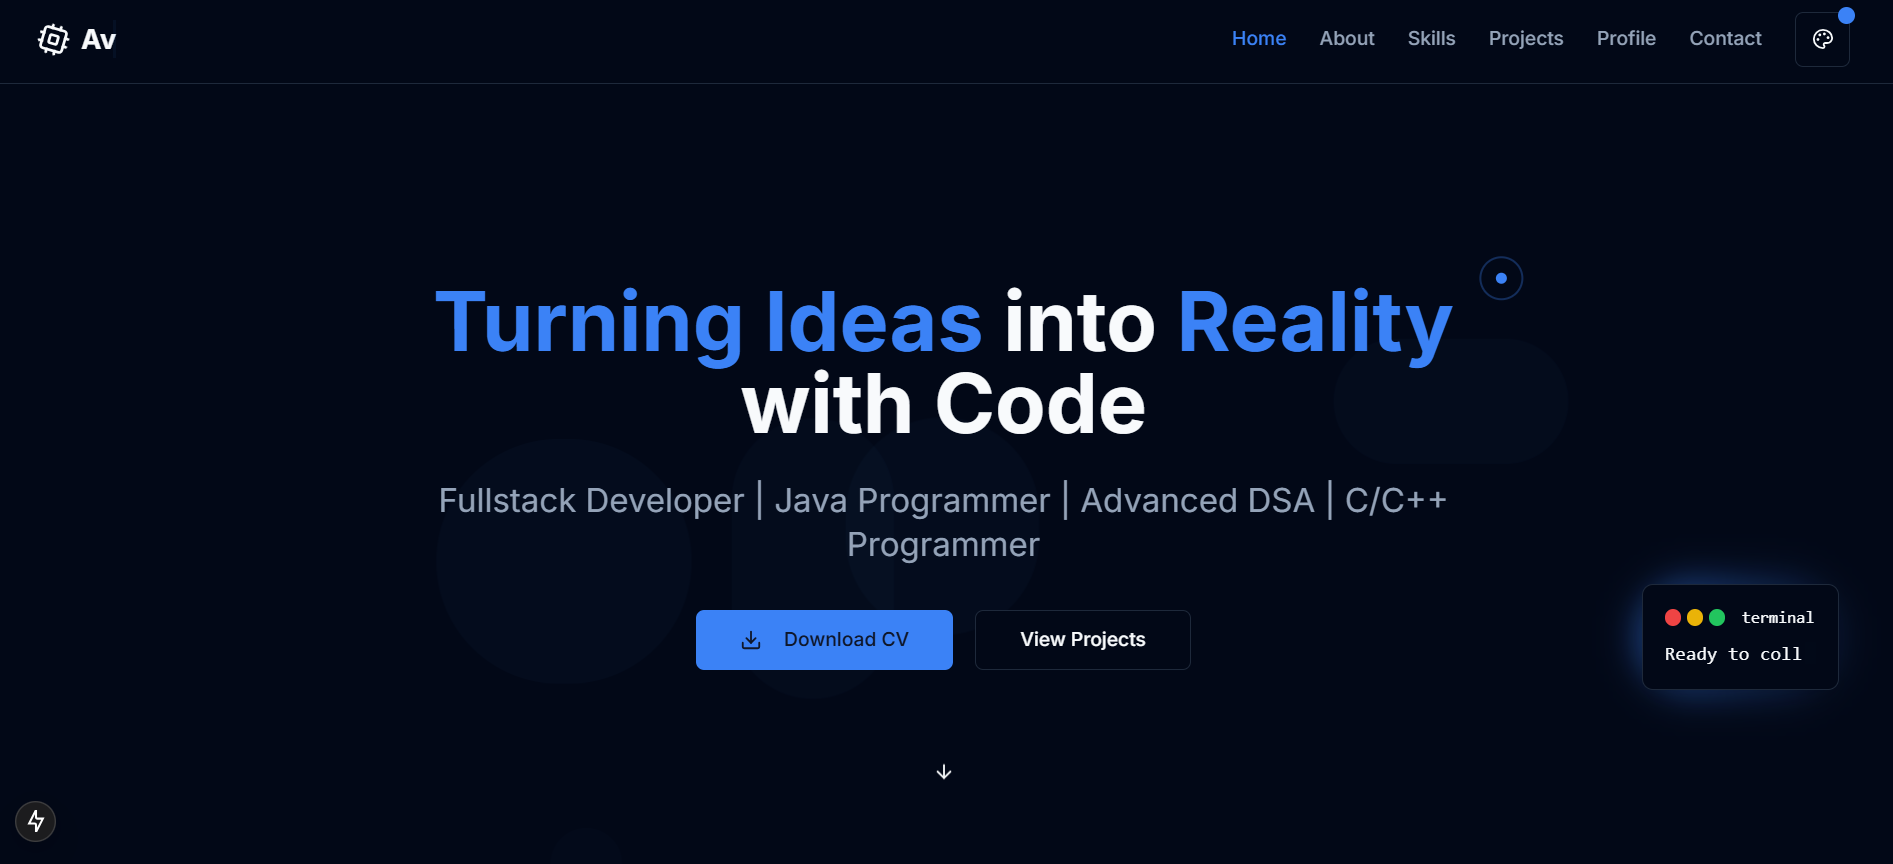 Av
Home About Skills Projects Profile Contact
Turning Ideas into Reality
with Code
Fullstack Developer | Java Programmer | Advanced DSA | C/C++
Programmer
Download CV View Projects
terminal
Ready to coll